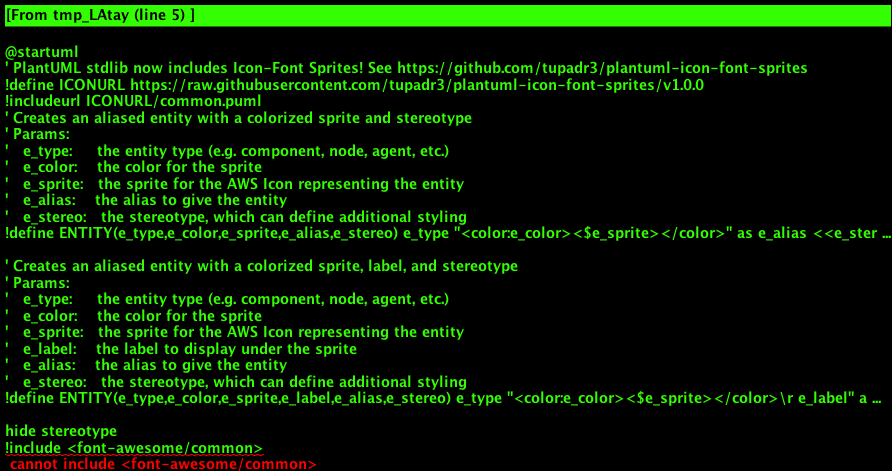 [From tmp_LAtay (line 5) ]
@startuml
' PlantUML stdlib now includes Icon-Font Sprites! See https://github.com/tupadr3/plantuml-icon-font-sprites
!define ICONURL https://raw.githubusercontent.com/tupadr3/plantuml-icon-font-sprites/v1.0.0
!includeurl ICONURL/common.puml
' Creates an aliased entity with a colorized sprite and stereotype
' Params:
'   e_type:     the entity type (e.g. component, node, agent, etc.)
'   e_color:    the color for the sprite
'   e_sprite:   the sprite for the AWS Icon representing the entity
'   e_alias:    the alias to give the entity
'   e_stereo:   the stereotype, which can define additional styling
!define ENTITY(e_type,e_color,e_sprite,e_alias,e_stereo) e_type "<color:e_color><$e_sprite></color>" as e_alias <<e_ster ...
' Creates an aliased entity with a colorized sprite, label, and stereotype
' Params:
'   e_type:     the entity type (e.g. component, node, agent, etc.)
'   e_color:    the color for the sprite
'   e_sprite:   the sprite for the AWS Icon representing the entity
'   e_label:    the label to display under the sprite
'   e_alias:    the alias to give the entity
'   e_stereo:   the stereotype, which can define additional styling
!define ENTITY(e_type,e_color,e_sprite,e_label,e_alias,e_stereo) e_type "<color:e_color><$e_sprite></color>\r e_label" a ...
hide stereotype
!include <font-awesome/common>
cannot include <font-awesome/common>